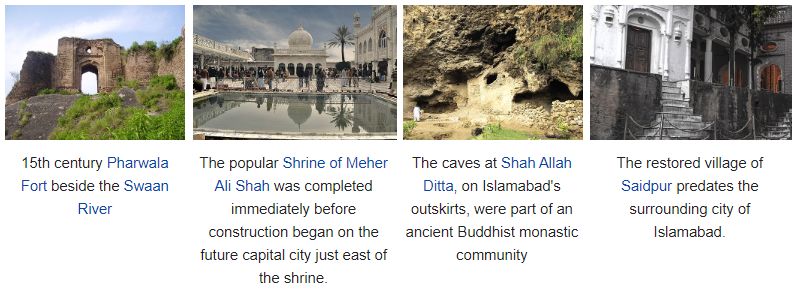 15th century Pharwala
Fort beside the Swaan
River
The popular Shrine of Meher
Ali Shah was completed
immediately before
construction began on the
future capital city just east of
the shrine.
The caves at Shah Allah
Ditta, on Islamabad's
outskirts, were part of an
ancient Buddhist monastic
community
The restored village of
Saidpur predates the
surrounding city of
Islamabad.